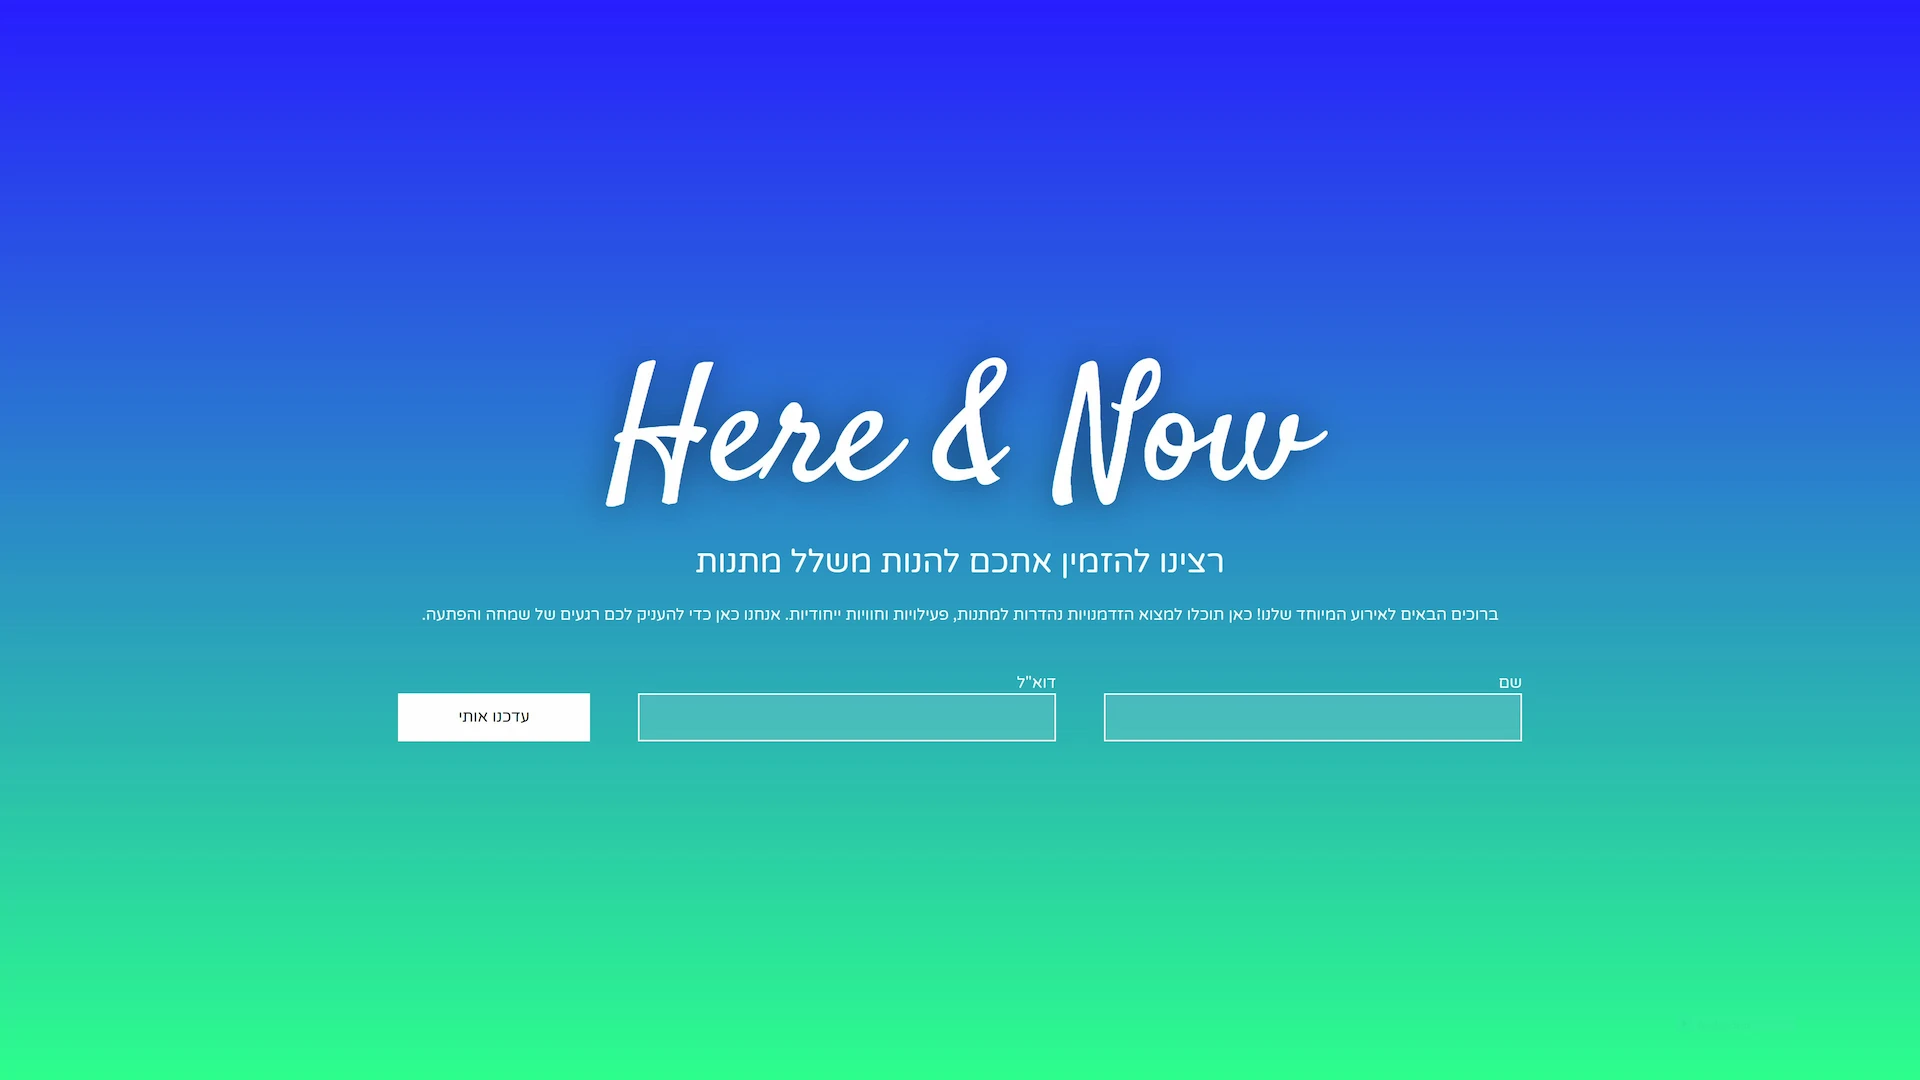 Here & Now
רצינו להזמין אתכם להנות משלל מתנות
ברוכים הבאים לאירוע המיוחד שלנו! כאן תוכלו למצוא הזדמנויות נהדרות למתנות, פעילויות וחוויות ייחודיות. אנחנו כאן כדי להעניק לכם רגעים של שמחה והפתעה.
שם
דוא"ל
עדכנו אותי